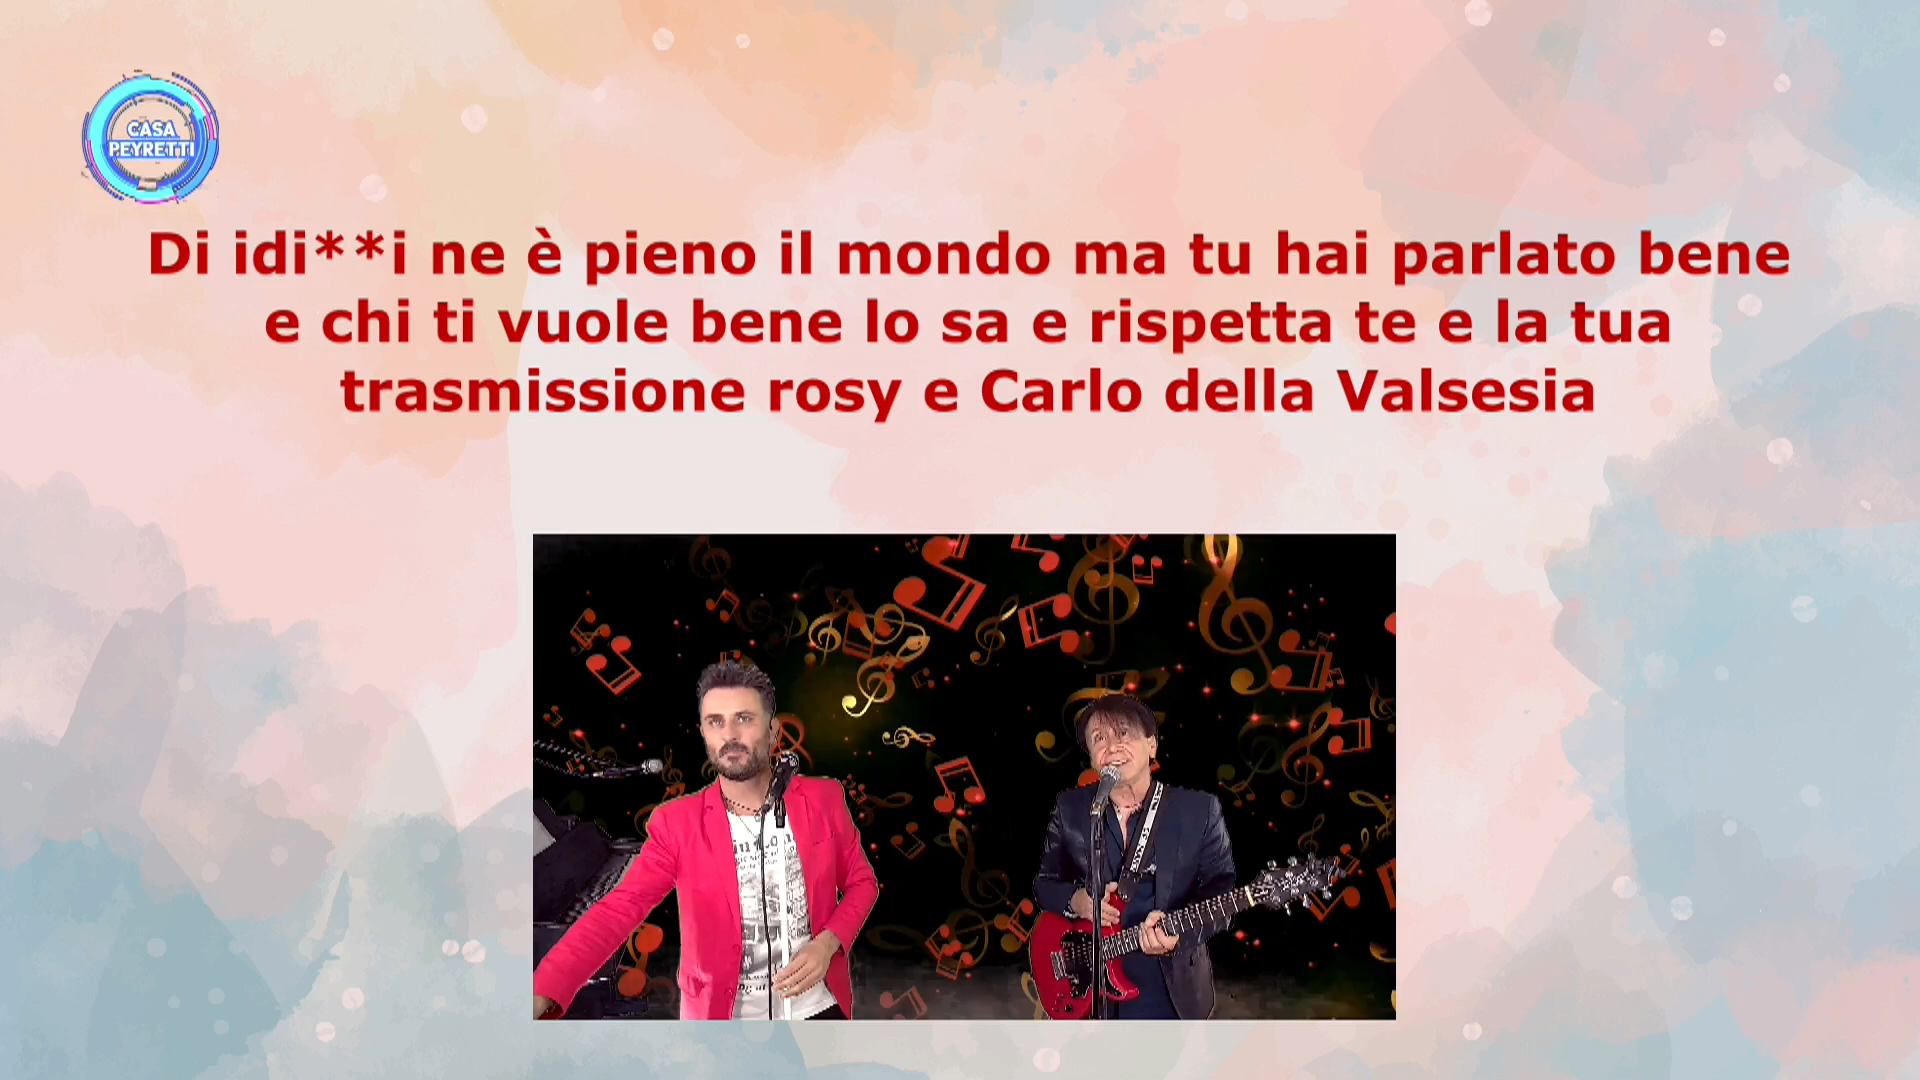 CASA
PEYRETTI
Di idi**i ne è pieno il mondo ma tu hai parlato bene
e chi ti vuole bene lo sa e rispetta te e la tua
trasmissione rosy e Carlo della Valsesia